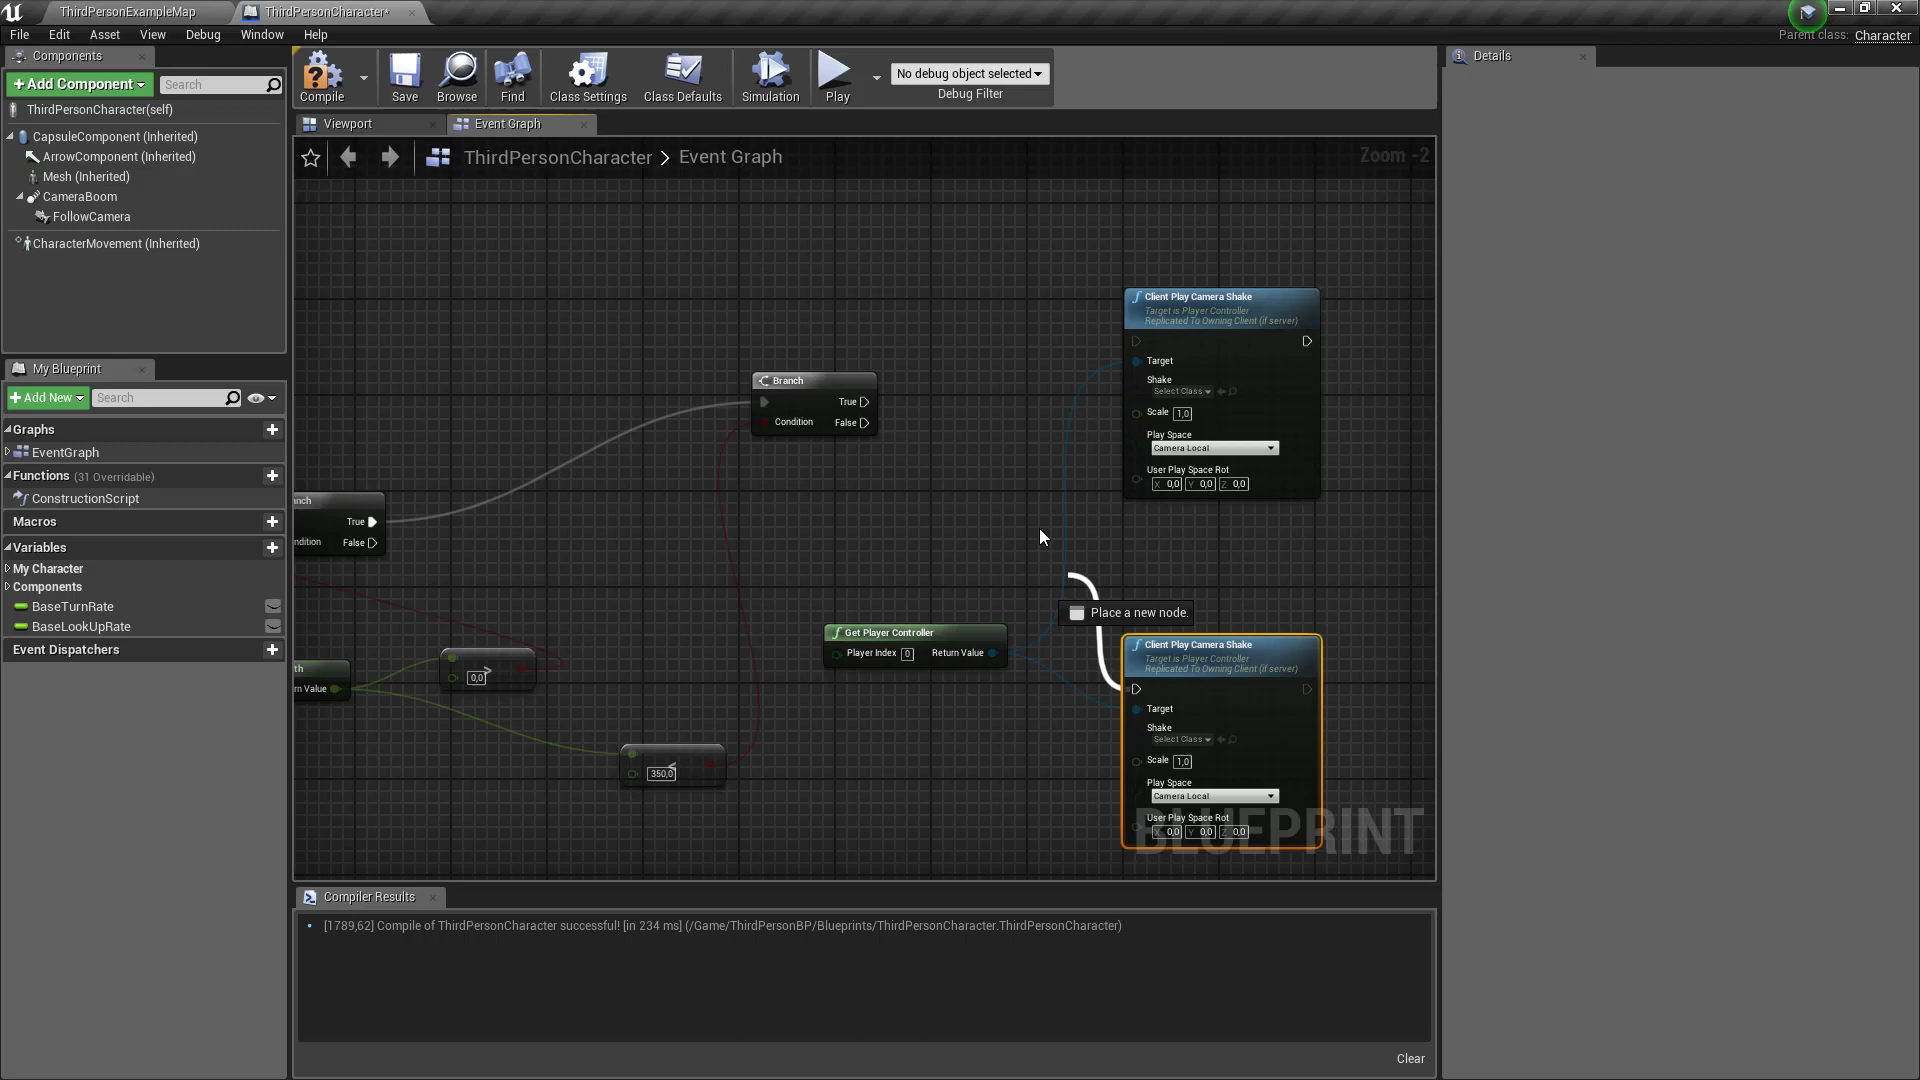 ThirdPersonExampleMap
ThirdPersonCharacter*
File Edit Asset View Debug Window Help
Parent class: Character
Components
+Add Component
Search
ThirdPersonCharacter(self)
CapsuleComponent (Inherited)
ArrowComponent (Inherited)
Mesh (Inherited)
CameraBoom
FollowCamera
CharacterMovement (Inherited)
My Blueprint
+Add New
Search
Graphs
EventGraph
Functions (31 Overridable)
ConstructionScript
Macros
Variables
My Character
Components
BaseTurnRate
BaseLookUpRate
Event Dispatchers
Compile
Save
Browse
Find
Class Settings
Class Defaults
Simulation
Play
No debug object selected
Debug Filter
Viewport
Event Graph
ThirdPersonCharacter > Event Graph
Zoom -2
Client Play Camera Shake
Target is Player Controller
Replicated To Owning Client (if server)
Target
Shake
Select Class
Scale 1,0
Play Space
Camera Local
User Play Space Rot
X 0,0 Y 0,0 Z 0,0
Branch
True
Condition False
nch
True
ndition False
th
rn Value
0,0 >
350,0 <
Get Player Controller
Player Index 0 Return Value
Place a new node.
Client Play Camera Shake
Target is Player Controller
Replicated To Owning Client (if server)
Target
Shake
Select Class
Scale 1,0
Play Space
Camera Local
User Play Space Rot
X 0,0 Y 0,0 Z 0,0
BLUEPRINT
Compiler Results
[1789,62] Compile of ThirdPersonCharacter successful! [in 234 ms] (/Game/ThirdPersonBP/Blueprints/ThirdPersonCharacter.ThirdPersonCharacter)
Clear
Details